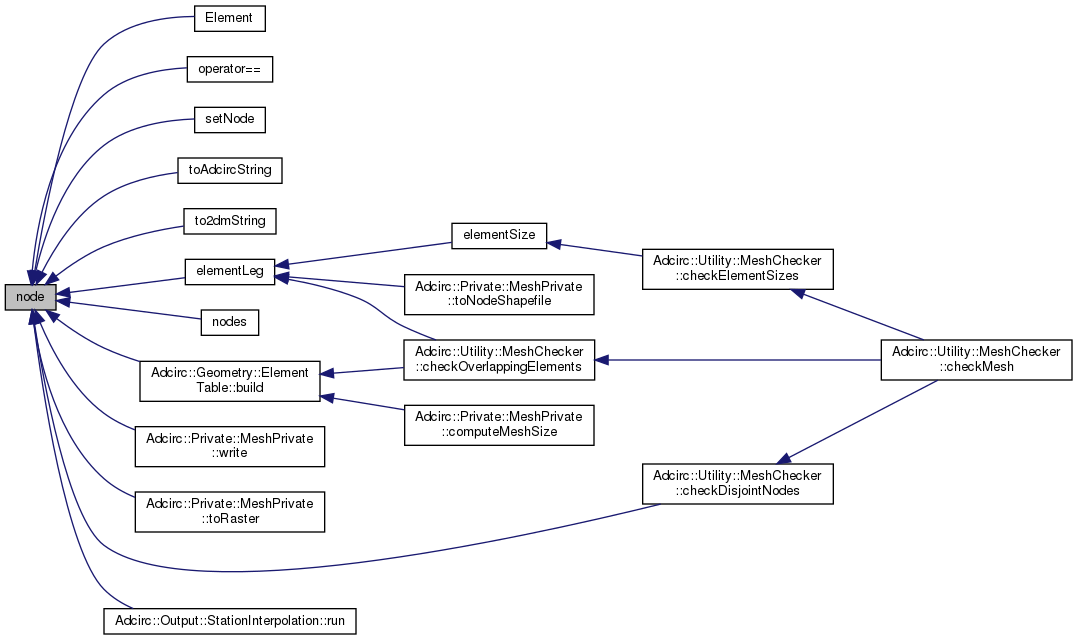 Element
operator==
setNode
toAdcircString
to2dmString
elementLeg
nodes
node
Adcirc::Geometry::Element
Table::build
Adcirc::Private::MeshPrivate
::write
Adcirc::Private::MeshPrivate
::toRaster
Adcirc::Output::StationInterpolation::run
elementSize
Adcirc::Private::MeshPrivate
::toNodeShapefile
Adcirc::Utility::MeshChecker
::checkOverlappingElements
Adcirc::Private::MeshPrivate
::computeMeshSize
Adcirc::Utility::MeshChecker
::checkElementSizes
Adcirc::Utility::MeshChecker
::checkDisjointNodes
Adcirc::Utility::MeshChecker
::checkMesh